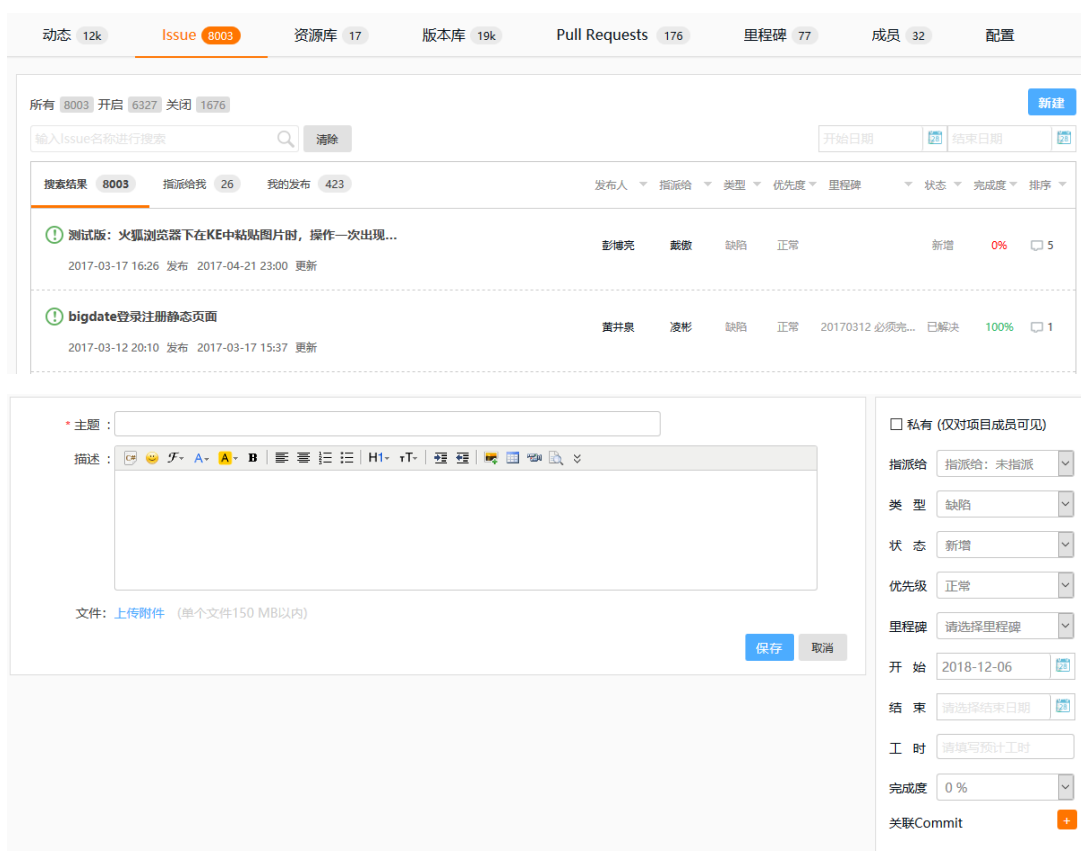 动态 12k Issue 8003 资源库 17 版本库 19k Pull Requests 176 里程碑 77 成员 32 配置
所有 8003 开启 6327 关闭 1676 新建
输入Issue名称进行搜索 清除 开始日期 结束日期
搜索结果 8003 指派给我 26 我的发布 423 发布人 指派给 类型 优先度 里程碑 状态 完成度 排序
测试版：火狐浏览器下在KE中粘贴图片时，操作一次出现... 彭博亮 戴傲 缺陷 正常 新增 0% 5
2017-03-17 16:26 发布 2017-04-21 23:00 更新
bigdate登录注册静态页面 黄井泉 凌彬 缺陷 正常 20170312 必须完... 已解决 100% 1
2017-03-12 20:10 发布 2017-03-17 15:37 更新
* 主题 :
描述 : C# F A A B H1 TT
文件: 上传附件 (单个文件150 MB以内)
保存 取消
私有 (仅对项目成员可见)
指派给 指派给：未指派
类 型 缺陷
状 态 新增
优先级 正常
里程碑 请选择里程碑
开 始 2018-12-06
结 束 请选择结束日期
工 时 请填写预计工时
完成度 0 %
关联Commit +